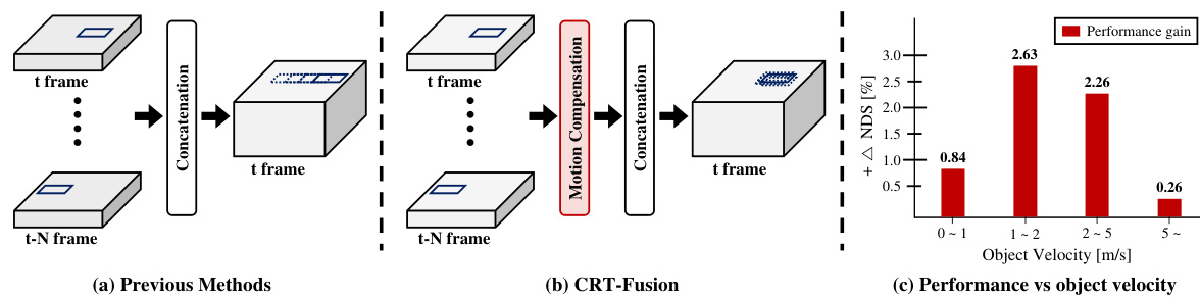 t frame
t-N frame
Concatenation
t frame
(a) Previous Methods
t frame
t-N frame
Motion Compensation
Concatenation
t frame
(b) CRT-Fusion
Performance gain
+ △ NDS [%]
3.0
2.5
2.0
1.0
0.5
0.84
2.63
2.26
0.26
0 ~ 1
1 ~ 2
2 ~ 5
5 ~
Object Velocity [m/s]
(c) Performance vs object velocity